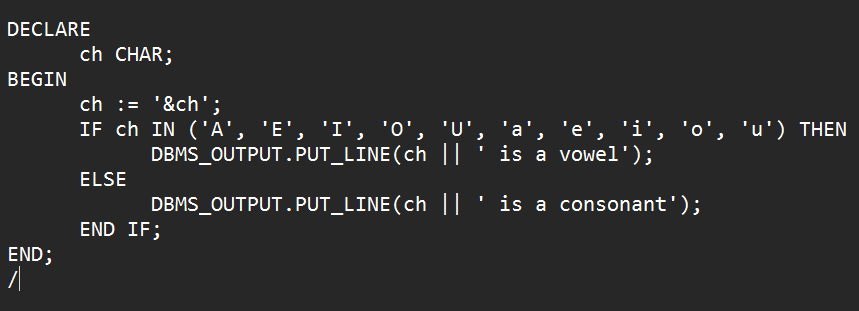 DECLARE
ch CHAR;
BEGIN
ch := '&ch';
IF ch IN ('A', 'E', 'I', 'O', 'U', 'a', 'e', 'i', 'o', 'u') THEN
DBMS_OUTPUT.PUT_LINE(ch || ' is a vowel');
ELSE
DBMS_OUTPUT.PUT_LINE(ch || ' is a consonant');
END IF;
END;
/